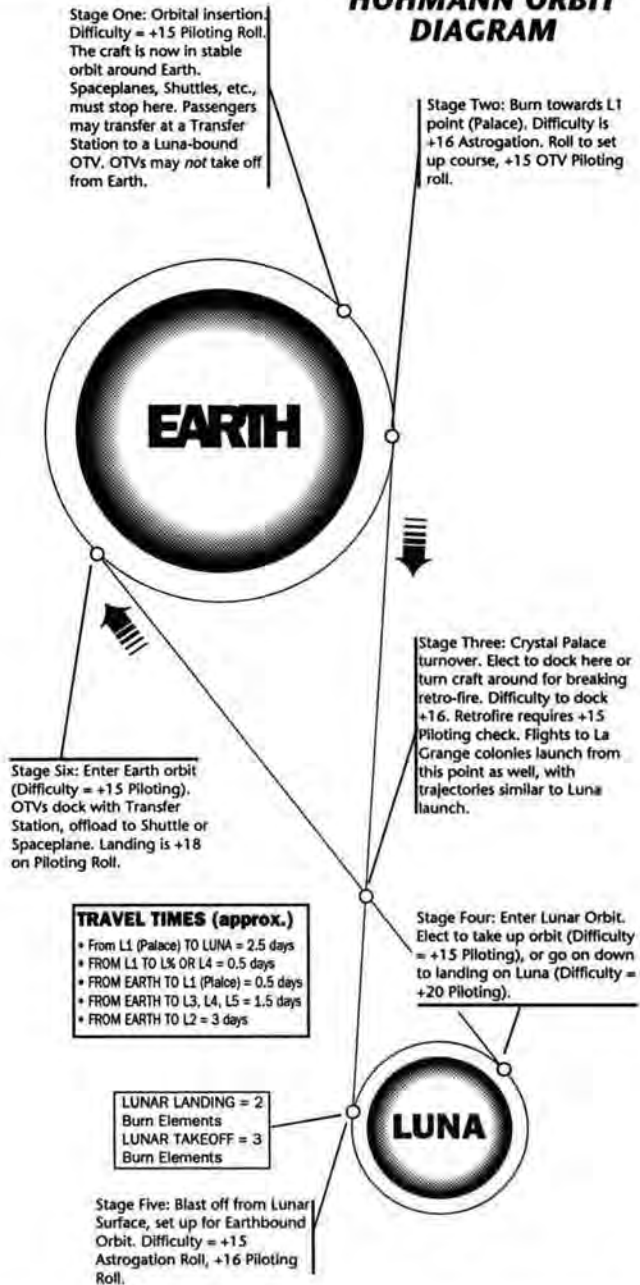 HOHMANN ORBIT
DIAGRAM
Stage One: Orbital insertion.
Difficulty = +15 Piloting Roll.
The craft is now in stable
orbit around Earth.
Spaceplanes, Shuttles, etc.,
must stop here. Passengers
may transfer at a Transfer
Station to a Luna-bound
OTV. OTVs may not take off
from Earth.
Stage Two: Burn towards L1
point (Palace). Difficulty is
+16 Astrogation. Roll to set
up course, +15 OTV Piloting
roll.
EARTH
Stage Three: Crystal Palace
turnover. Elect to dock here or
turn craft around for breaking
retro-fire. Difficulty to dock
+16. Retrofire requires +15
Piloting check. Flights to La
Grange colonies launch from
this point as well, with
trajectories similar to Luna
launch.
Stage Six: Enter Earth orbit
(Difficulty = +15 Piloting).
OTVs dock with Transfer
Station, offload to Shuttle or
Spaceplane. Landing is +18
on Piloting Roll.
TRAVEL TIMES (approx.)
• From L1 (Palace) TO LUNA = 2.5 days
• FROM L1 TO L% OR L4 = 0.5 days
• FROM EARTH TO L1 (Plalce) = 0.5 days
• FROM EARTH TO L3, L4, L5 = 1.5 days
• FROM EARTH TO L2 = 3 days
Stage Four: Enter Lunar Orbit.
Elect to take up orbit (Difficulty
= +15 Piloting), or go on down
to landing on Luna (Difficulty =
+20 Piloting).
LUNAR LANDING = 2
Burn Elements
LUNAR TAKEOFF = 3
Burn Elements
LUNA
Stage Five: Blast off from Lunar
Surface, set up for Earthbound
Orbit. Difficulty = +15
Astrogation Roll, +16 Piloting
Roll.